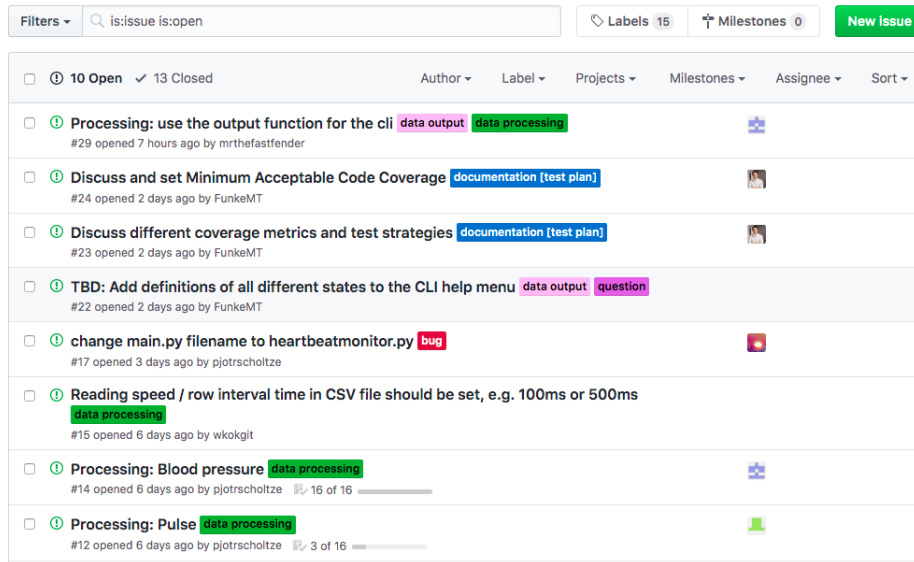 Filters is:issue is:open Labels 15 Milestones 0 New Issue
10 Open 13 Closed Author Label Projects Milestones Assignee Sort
Processing: use the output function for the cli data output data processing
#29 opened 7 hours ago by mrthefastfender
Discuss and set Minimum Acceptable Code Coverage documentation [test plan]
#24 opened 2 days ago by FunkeMT
Discuss different coverage metrics and test strategies documentation [test plan]
#23 opened 2 days ago by FunkeMT
TBD: Add definitions of all different states to the CLI help menu data output question
#22 opened 2 days ago by FunkeMT
change main.py filename to heartbeatmonitor.py bug
#17 opened 3 days ago by pjotrscholtze
Reading speed / row interval time in CSV file should be set, e.g. 100ms or 500ms
data processing
#15 opened 6 days ago by wkokgit
Processing: Blood pressure data processing
#14 opened 6 days ago by pjotrscholtze 16 of 16
Processing: Pulse data processing
#12 opened 6 days ago by pjotrscholtze 3 of 16